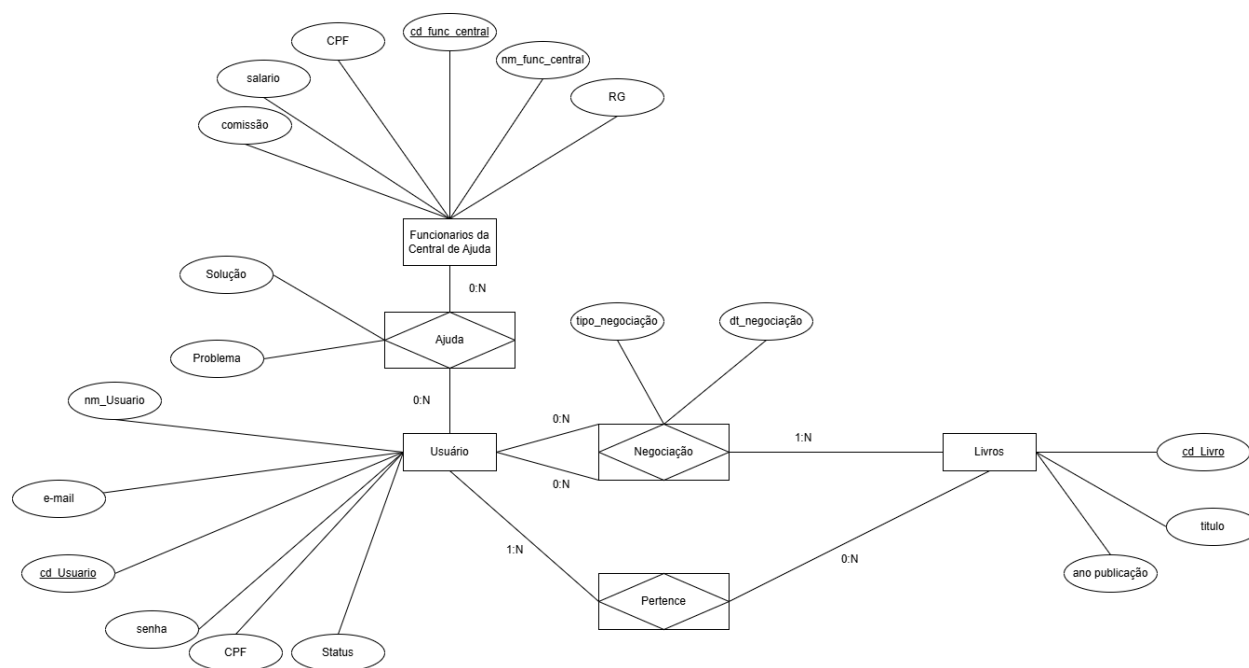 cd_func_central
CPF
nm_func_central
salario
RG
comissão
Funcionarios da
Central de Ajuda
Solução
0:N
tipo_negociação
dt_negociação
Ajuda
Problema
nm_Usuario
0:N
0:N
1:N
Usuário
Negociação
Livros
cd_Livro
0:N
e-mail
titulo
1:N
0:N
cd_Usuario
ano publicação
Pertence
senha
CPF
Status